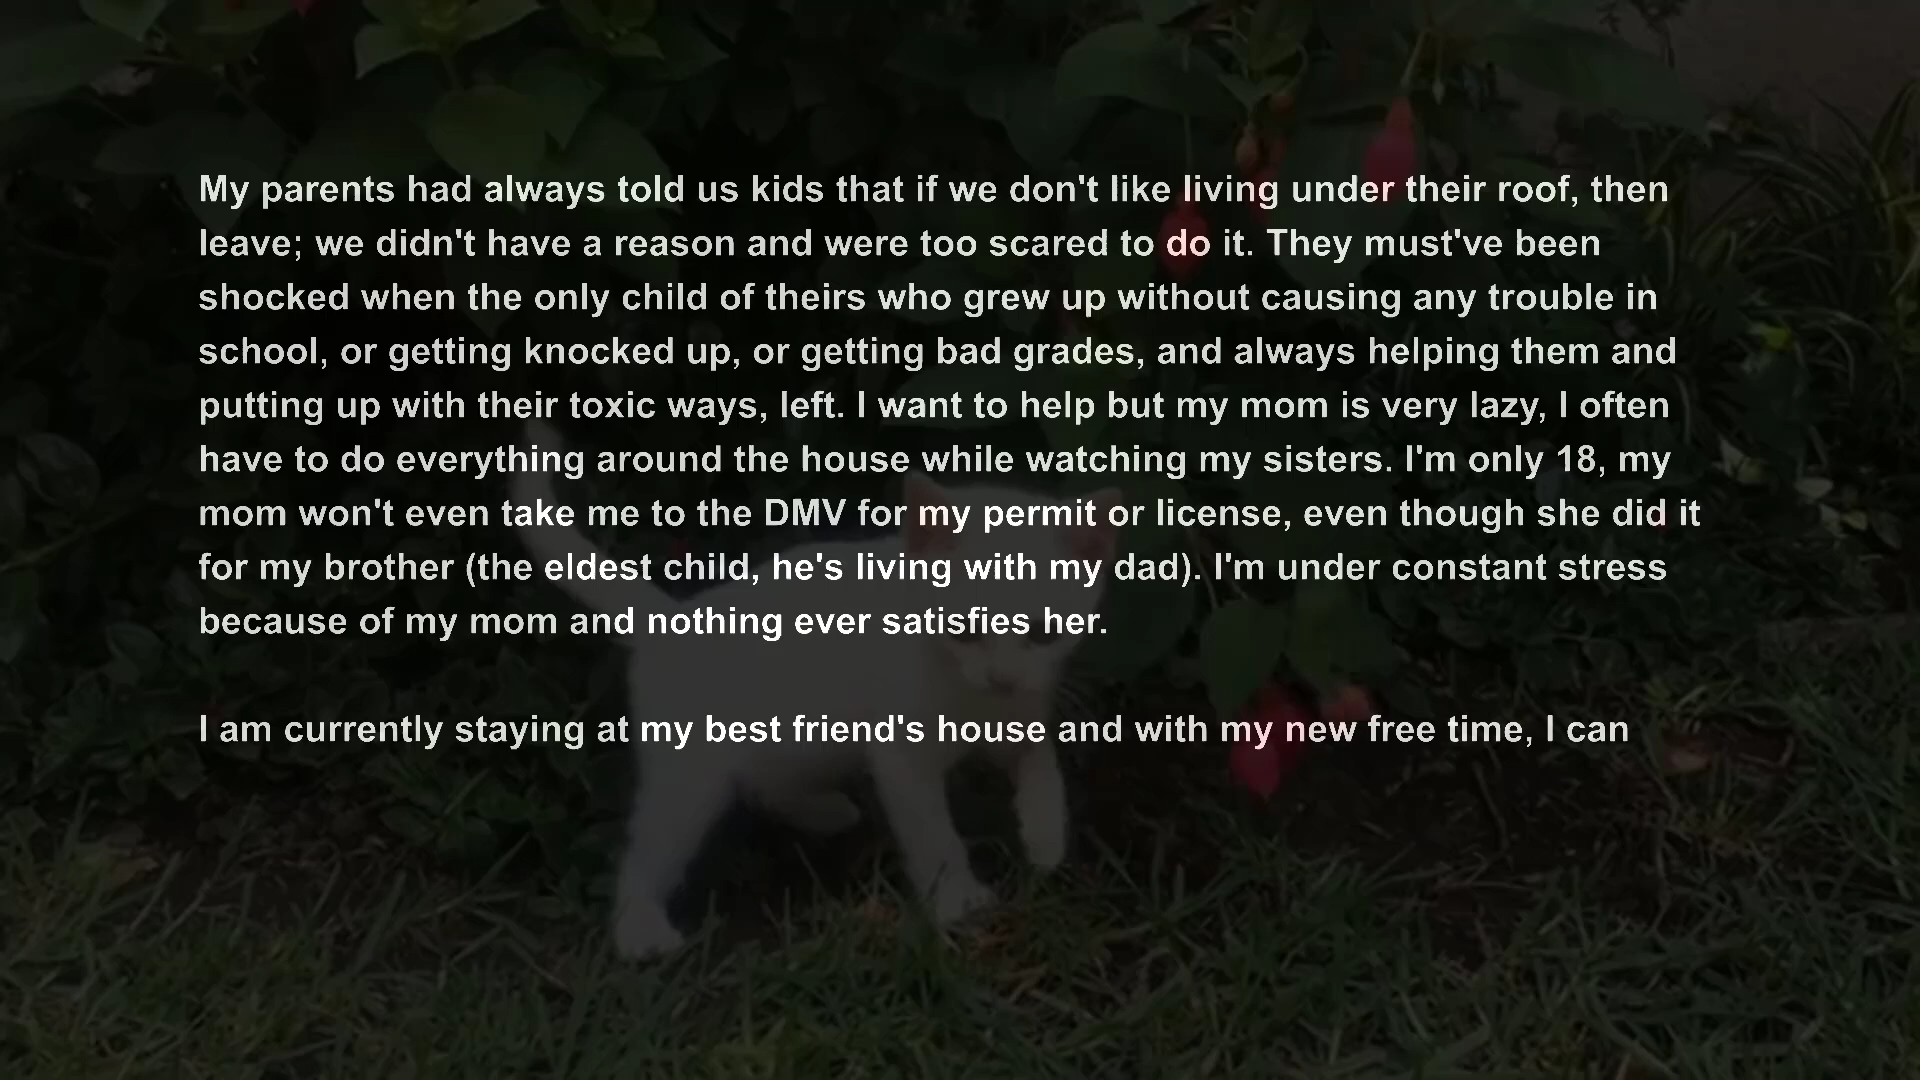 My parents had always told us kids that if we don't like living under their roof, then
leave; we didn't have a reason and were too scared to do it. They must've been
shocked when the only child of theirs who grew up without causing any trouble in
school, or getting knocked up, or getting bad grades, and always helping them and
putting up with their toxic ways, left. I want to help but my mom is very lazy, I often
have to do everything around the house while watching my sisters. I'm only 18, my
mom won't even take me to the DMV for my permit or license, even though she did it
for my brother (the eldest child, he's living with my dad). I'm under constant stress
because of my mom and nothing ever satisfies her.
I am currently staying at my best friend's house and with my new free time, I can